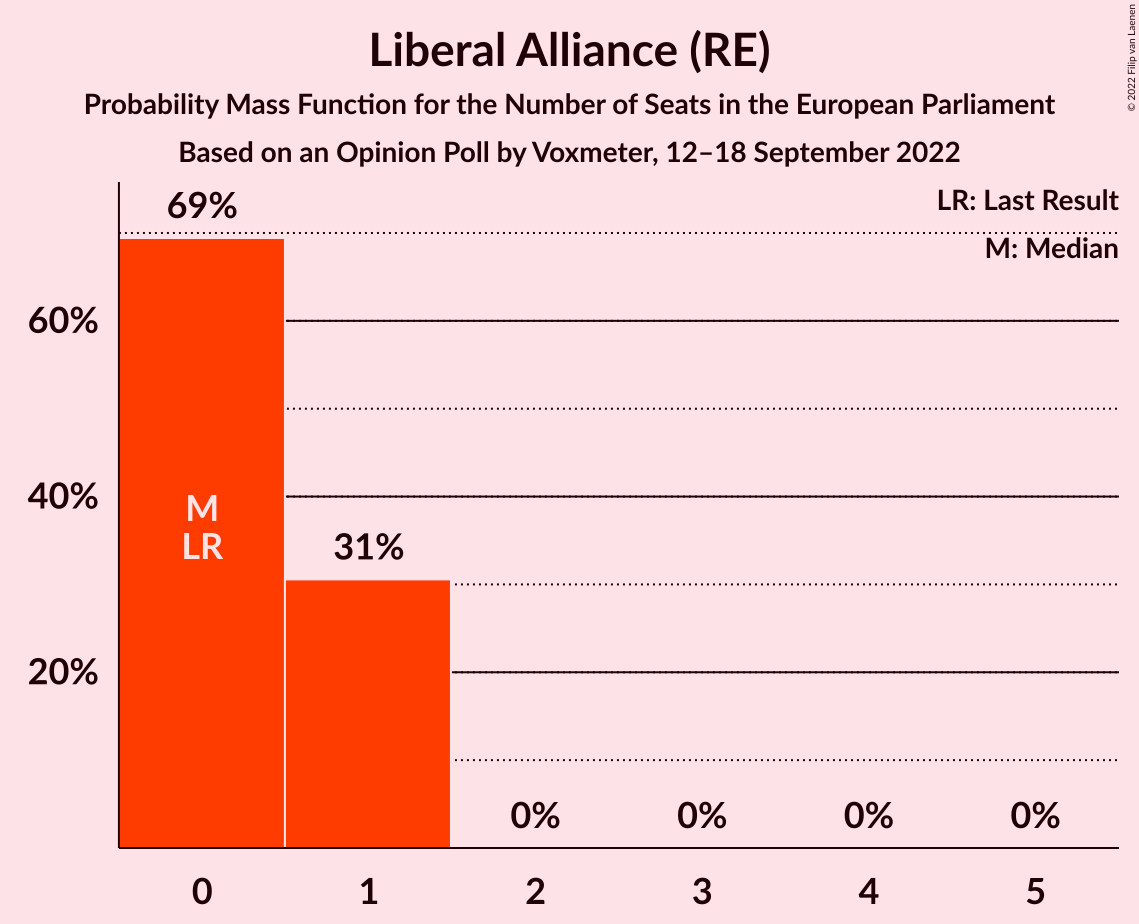 Liberal Alliance (RE)
Probability Mass Function for the Number of Seats in the European Parliament
Based on an Opinion Poll by Voxmeter, 12–18 September 2022
© 2022 Filip van Laenen
LR: Last Result
M: Median
69%
60%
40%
M
LR
31%
20%
0% 0% 0% 0%
0 1 2 3 4 5